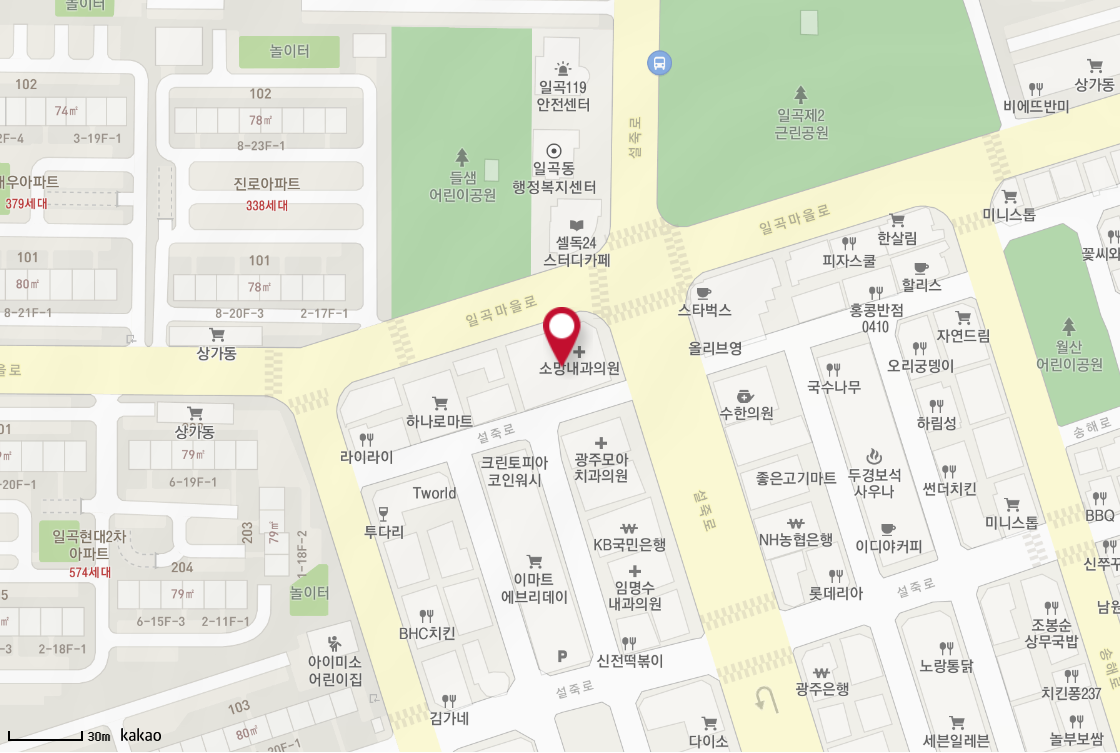 놀이터
102
74㎡
3-19F-1
2F-4
379세대
101
80㎡
8-21F-1
놀이터
102
78㎡
8-23F-1
진로아파트
338세대
101
78㎡
8-20F-3
2-17F-1
상가동
들샘
어린이공원
일곡119
안전센터
일곡동
행정복지센터
셀독24
스터디카페
설죽로
일곡제2
근린공원
비에뜨반미
상가동
일곡마을로
일곡마을로
미니스톱
한살림
피자스쿨
할리스
홍콩반점
0410
스타벅스
올리브영
자연드림
오리궁뎅이
월산
어린이공원
송해로
소명내과의원
하나로마트
라이라이
설죽로
크린토피아
코인워시
광주모아
치과의원
Tworld
투다리
KB국민은행
이마트
에브리데이
임명수
내과의원
BHC치킨
P
신전떡볶이
설죽로
김가네
수한의원
국수나무
하림성
좋은고기마트
두경보석
사우나
썬더치킨
설죽로
NH농협은행
이디야커피
미니스톱
BBQ
롯데리아
설죽로
조봉순
상무국밥
노랑통닭
광주은행
치킨퐁237
송해로
다이소
세븐일레븐
놀부보쌈
상가동
79㎡
6-19F-1
일곡현대2차
아파트
574세대
203
79㎡
1-18F-2
204
79㎡
6-15F-3
2-11F-1
놀이터
2-18F-1
아이미소
어린이집
103
80㎡
30m
kakao